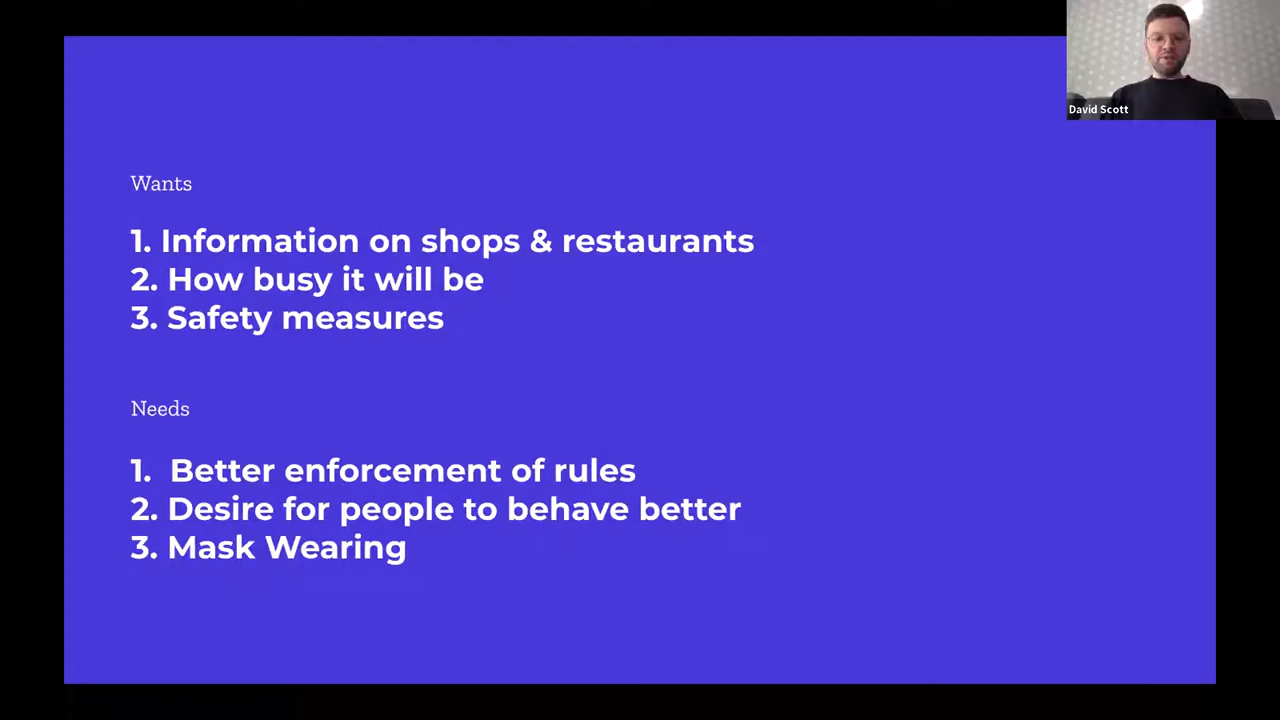 David Scott
Wants
1. Information on shops & restaurants
2. How busy it will be
3. Safety measures
Needs
1. Better enforcement of rules
2. Desire for people to behave better
3. Mask Wearing